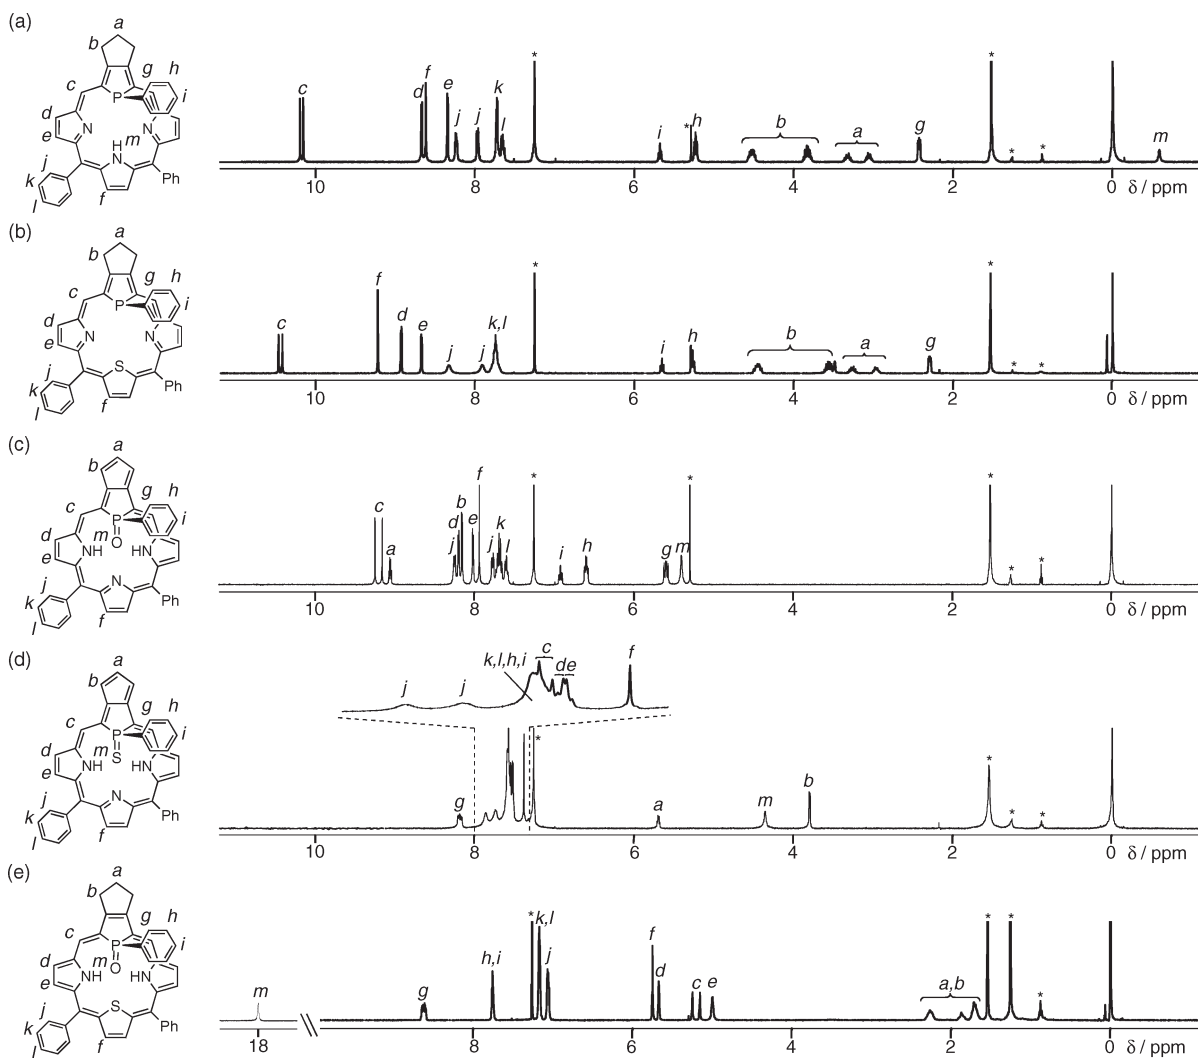 (a)
a
b
g h
c
i
P
d
N N
e
m H
N
j
k
l
f
Ph
c
d f e j j k l * * i h b a g * * * m
10 8 6 4 2 0 δ / ppm
(b)
a
b
g h
c
i
P
d
N N
e
S
j
k
l
f
Ph
c f d e j j k,l * i h b a g * * *
10 8 6 4 2 0 δ / ppm
(c)
a
b
g h
c
i
P
d
m O
e
NH HN
N
j
k
l
f
Ph
c a j d b e f j k l * i h g m * * * *
10 8 6 4 2 0 δ / ppm
(d)
a
b
g h
c
i
P
d
m S
e
NH HN
N
j
k
l
f
Ph
j j k,l,h,i c d e f
g * a m b * * *
10 8 6 4 2 0 δ / ppm
(e)
a
b
g h
c
i
P
d
m O
e
NH HN
S
j
k
l
f
Ph
m g h,i * k,l j f d c e a,b * * *
18 8 6 4 2 0 δ / ppm